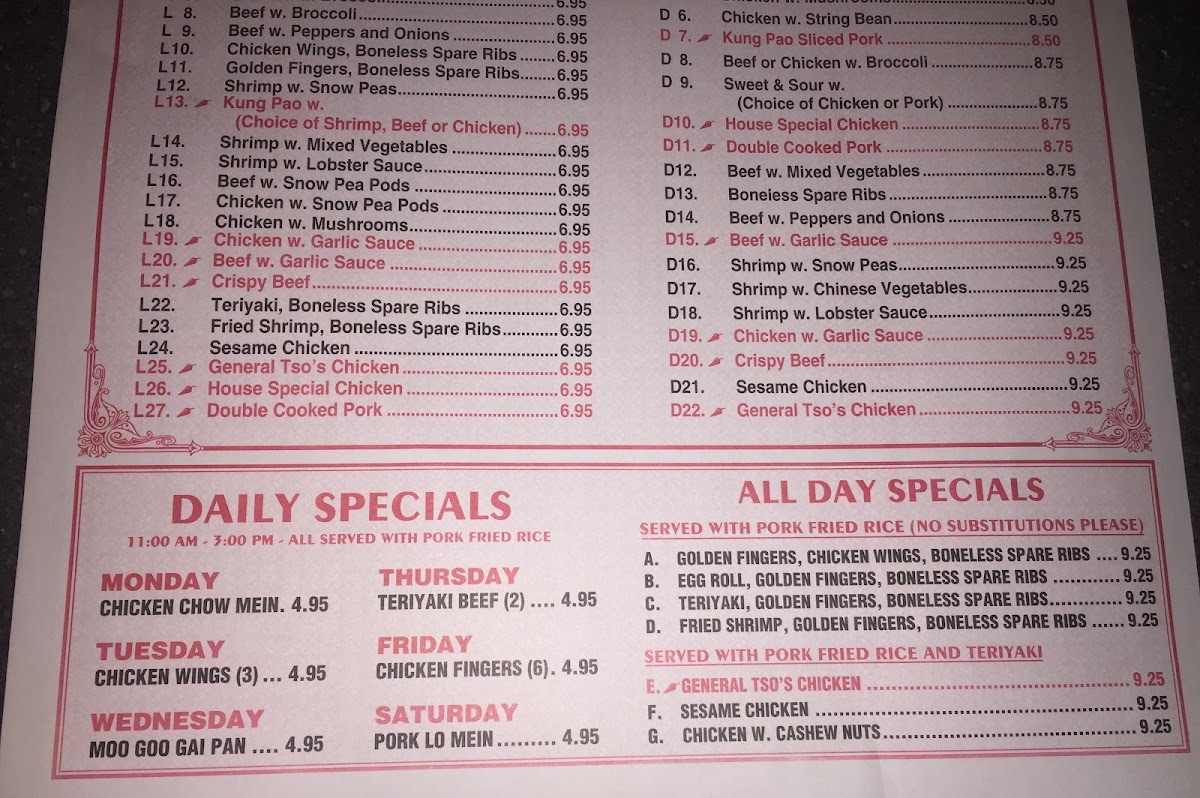 6.95
L 8. Beef w. Broccoli 6.95
L 9. Beef w. Peppers and Onions 6.95
L10. Chicken Wings, Boneless Spare Ribs 6.95
L11. Golden Fingers, Boneless Spare Ribs 6.95
L12. Shrimp w. Snow Peas 6.95
L13. Kung Pao w.
(Choice of Shrimp, Beef or Chicken) 6.95
L14. Shrimp w. Mixed Vegetables 6.95
L15. Shrimp w. Lobster Sauce 6.95
L16. Beef w. Snow Pea Pods 6.95
L17. Chicken w. Snow Pea Pods 6.95
L18. Chicken w. Mushrooms 6.95
L19. Chicken w. Garlic Sauce 6.95
L20. Beef w. Garlic Sauce 6.95
L21. Crispy Beef 6.95
L22. Teriyaki, Boneless Spare Ribs 6.95
L23. Fried Shrimp, Boneless Spare Ribs 6.95
L24. Sesame Chicken 6.95
L25. General Tso's Chicken 6.95
L26. House Special Chicken 6.95
L27. Double Cooked Pork 6.95
8.50
D 6. Chicken w. String Bean 8.50
D 7. Kung Pao Sliced Pork 8.50
D 8. Beef or Chicken w. Broccoli 8.75
D 9. Sweet & Sour w.
(Choice of Chicken or Pork) 8.75
D10. House Special Chicken 8.75
D11. Double Cooked Pork 8.75
D12. Beef w. Mixed Vegetables 8.75
D13. Boneless Spare Ribs 8.75
D14. Beef w. Peppers and Onions 8.75
D15. Beef w. Garlic Sauce 9.25
D16. Shrimp w. Snow Peas 9.25
D17. Shrimp w. Chinese Vegetables 9.25
D18. Shrimp w. Lobster Sauce 9.25
D19. Chicken w. Garlic Sauce 9.25
D20. Crispy Beef 9.25
D21. Sesame Chicken 9.25
D22. General Tso's Chicken 9.25
DAILY SPECIALS
11:00 AM - 3:00 PM - ALL SERVED WITH PORK FRIED RICE
MONDAY
CHICKEN CHOW MEIN. 4.95
TUESDAY
CHICKEN WINGS (3) ... 4.95
WEDNESDAY
MOO GOO GAI PAN .... 4.95
THURSDAY
TERIYAKI BEEF (2) .... 4.95
FRIDAY
CHICKEN FINGERS (6). 4.95
SATURDAY
PORK LO MEIN......... 4.95
ALL DAY SPECIALS
SERVED WITH PORK FRIED RICE (NO SUBSTITUTIONS PLEASE)
A. GOLDEN FINGERS, CHICKEN WINGS, BONELESS SPARE RIBS .... 9.25
B. EGG ROLL, GOLDEN FINGERS, BONELESS SPARE RIBS ............ 9.25
C. TERIYAKI, GOLDEN FINGERS, BONELESS SPARE RIBS............. 9.25
D. FRIED SHRIMP, GOLDEN FINGERS, BONELESS SPARE RIBS ...... 9.25
SERVED WITH PORK FRIED RICE AND TERIYAKI
E. GENERAL TSO'S CHICKEN 9.25
F. SESAME CHICKEN 9.25
G. CHICKEN W. CASHEW NUTS 9.25